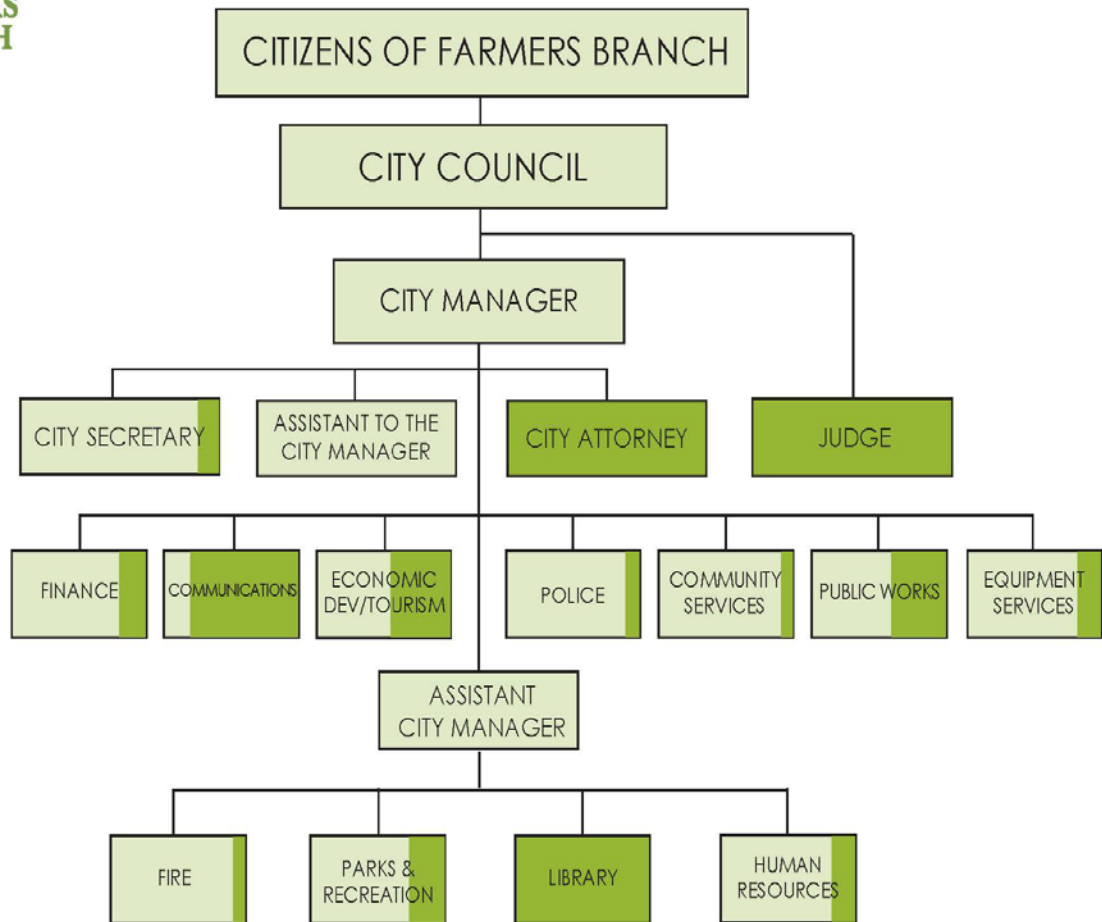 CITIZENS OF FARMERS BRANCH
CITY COUNCIL
CITY MANAGER
CITY SECRETARY
ASSISTANT TO THE
CITY MANAGER
CITY ATTORNEY
JUDGE
FINANCE
COMMUNICATIONS
ECONOMIC
DEV/TOURISM
POLICE
COMMUNITY
SERVICES
PUBLIC WORKS
EQUIPMENT
SERVICES
ASSISTANT
CITY MANAGER
FIRE
PARKS &
RECREATION
LIBRARY
HUMAN
RESOURCES